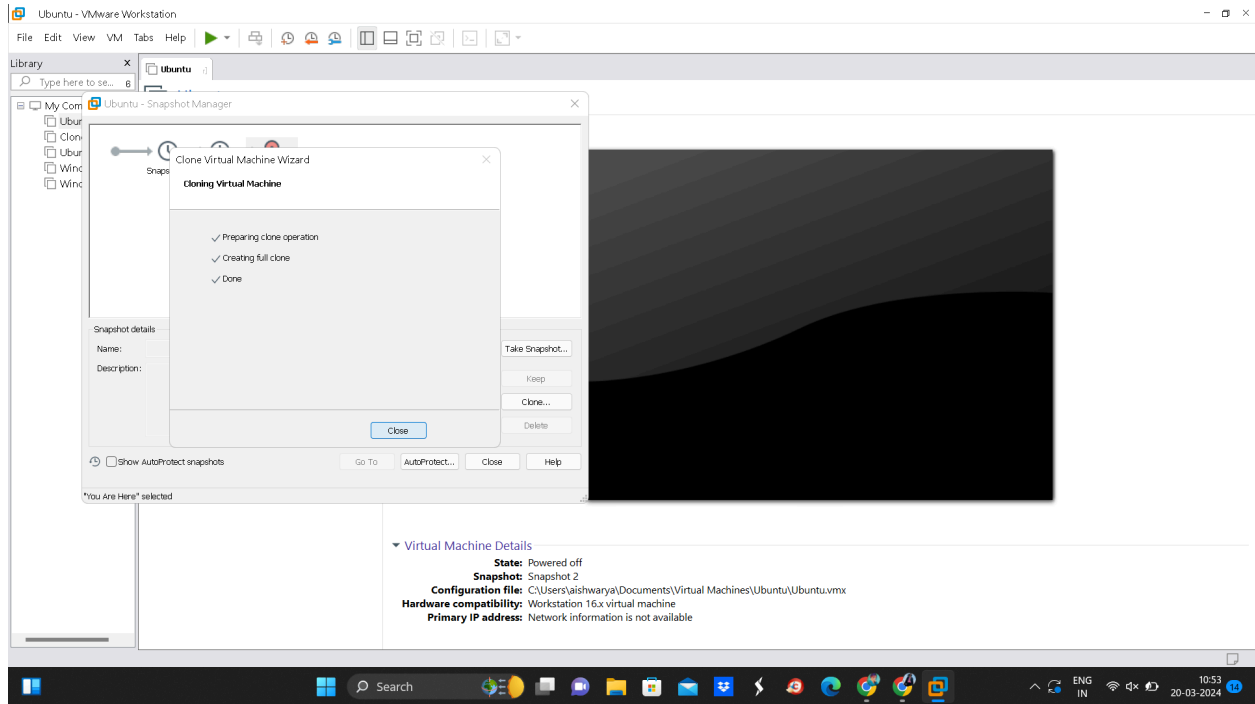 Ubuntu - VMware Workstation
File Edit View VM Tabs Help
Library X
Type here to se... 6
Ubuntu
My Com
Ubur
Clon
Ubur
Wind
Wind
Ubuntu - Snapshot Manager
Snaps
Clone Virtual Machine Wizard
Cloning Virtual Machine
Preparing clone operation
Creating full clone
Done
Close
Snapshot details
Name:
Description:
Take Snapshot...
Keep
Clone...
Delete
Show AutoProtect snapshots
Go To AutoProtect... Close Help
"You Are Here" selected
Virtual Machine Details
State: Powered off
Snapshot: Snapshot 2
Configuration file: C:\Users\aishwarya\Documents\Virtual Machines\Ubuntu\Ubuntu.vmx
Hardware compatibility: Workstation 16.x virtual machine
Primary IP address: Network information is not available
Search
ENG
IN
10:53
20-03-2024
14